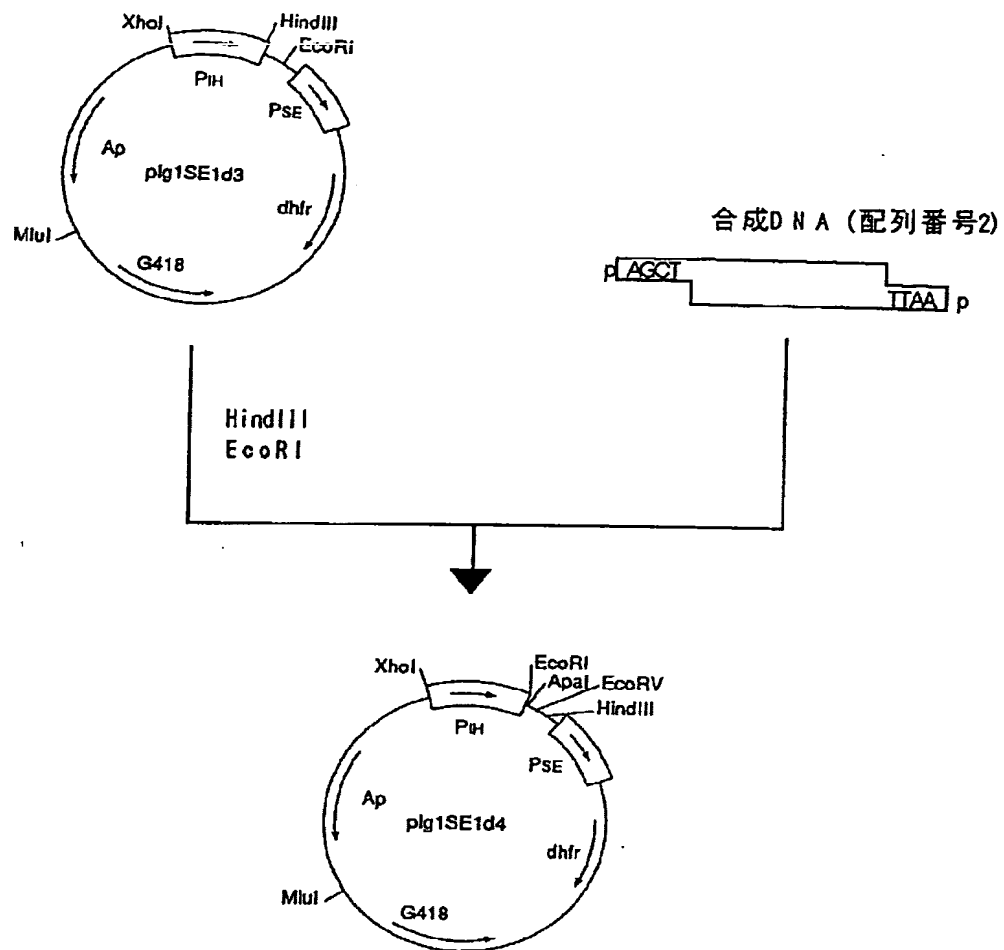 XhoI
HindIII
EcoRI
PIH
PSE
Ap
pIg1SE1d3
dhfr
MluI
G418
合成DNA (配列番号2)
p AGCT
TTAA p
HindIII
EcoRI
XhoI
EcoRI
ApaI
EcoRV
HindIII
PIH
PSE
Ap
pIg1SE1d4
dhfr
MluI
G418